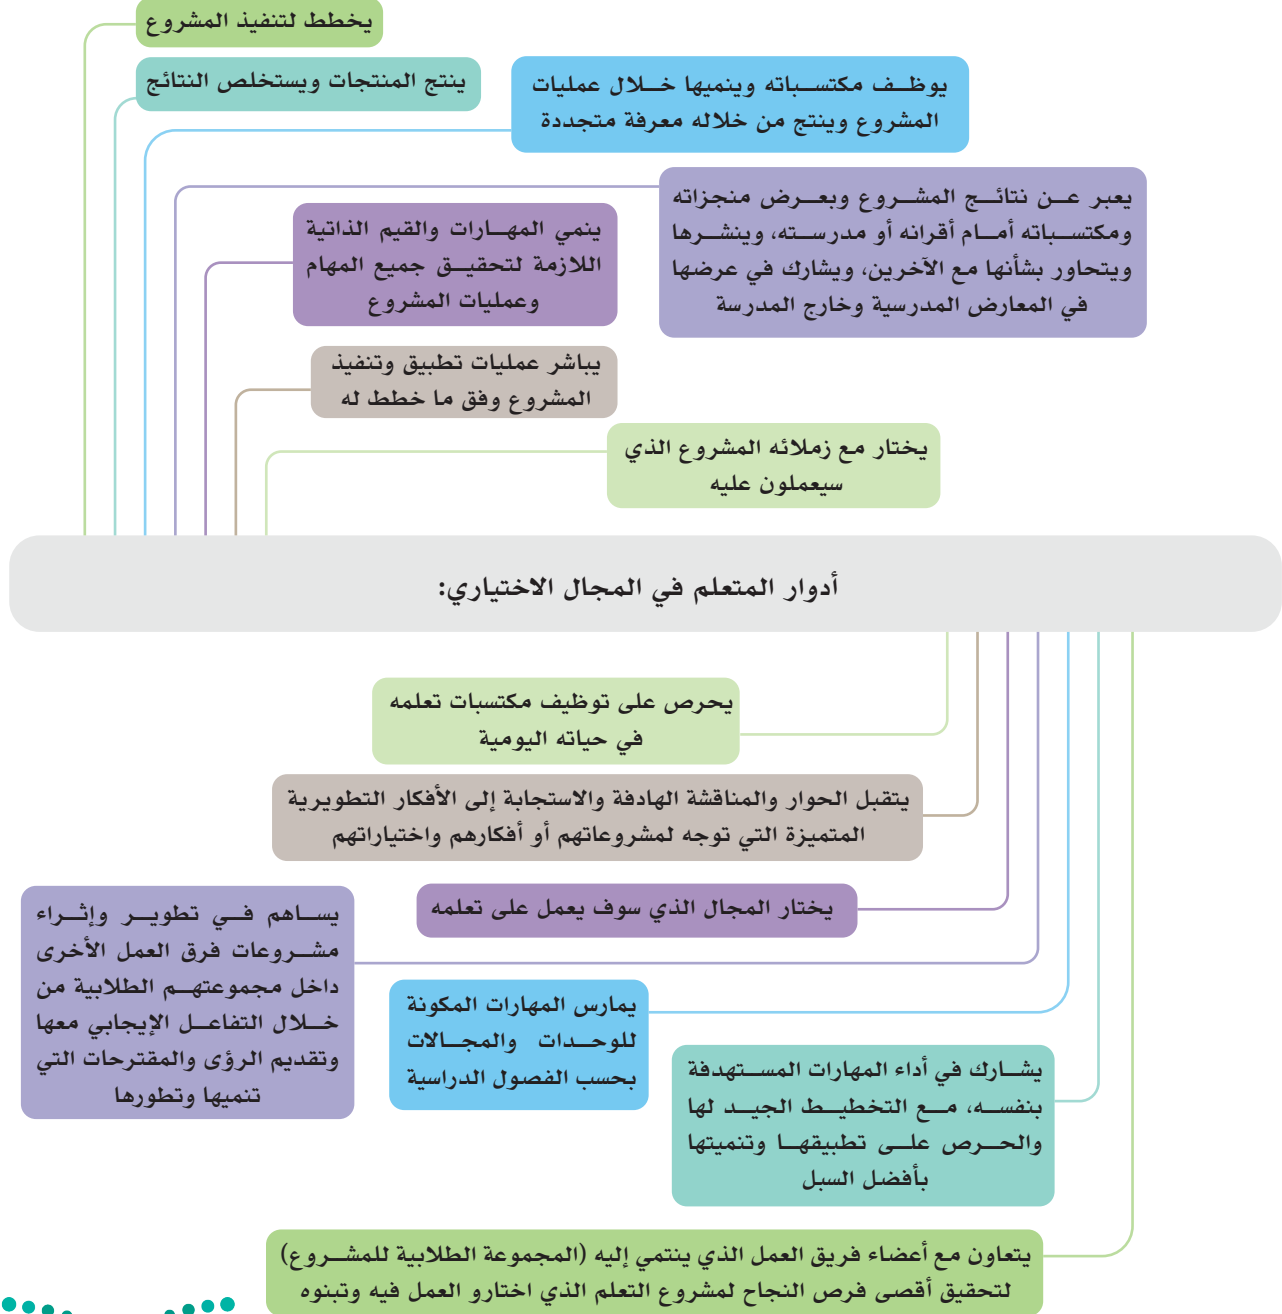 يخطط لتنفيذ المشروع
ينتج المنتجات ويستخلص النتائج
يوظف مكتسباته وينميها خلال عمليات
المشروع وينتج من خلاله معرفة متجددة
يعبر عن نتائج المشروع وبعرض منجزاته
ومكتسباته أمام أقرانه أو مدرسته، وينشرها
ويتحاور بشأنها مع الآخرين، ويشارك في عرضها
في المعارض المدرسية وخارج المدرسة
ينمي المهارات والقيم الذاتية
اللازمة لتحقيق جميع المهام
وعمليات المشروع
يباشر عمليات تطبيق وتنفيذ
المشروع وفق ما خطط له
يختار مع زملائه المشروع الذي
سيعملون عليه
أدوار المتعلم في المجال الاختياري:
يحرص على توظيف مكتسبات تعلمه
في حياته اليومية
يتقبل الحوار والمناقشة الهادفة والاستجابة إلى الأفكار التطويرية
المتميزة التي توجه لمشروعاتهم أو أفكارهم واختياراتهم
يختار المجال الذي سوف يعمل على تعلمه
يساهم في تطوير وإثراء
مشروعات فرق العمل الأخرى
داخل مجموعتهم الطلابية من
خلال التفاعل الإيجابي معها
وتقديم الرؤى والمقترحات التي
تنميها وتطورها
يمارس المهارات المكونة
للوحدات والمجالات
بحسب الفصول الدراسية
يشارك في أداء المهارات المستهدفة
بنفسه، مع التخطيط الجيد لها
والحرص على تطبيقها وتنميتها
بأفضل السبل
يتعاون مع أعضاء فريق العمل الذي ينتمي إليه (المجموعة الطلابية للمشروع)
لتحقيق أقصى فرص النجاح لمشروع التعلم الذي اختارو العمل فيه وتبنوه